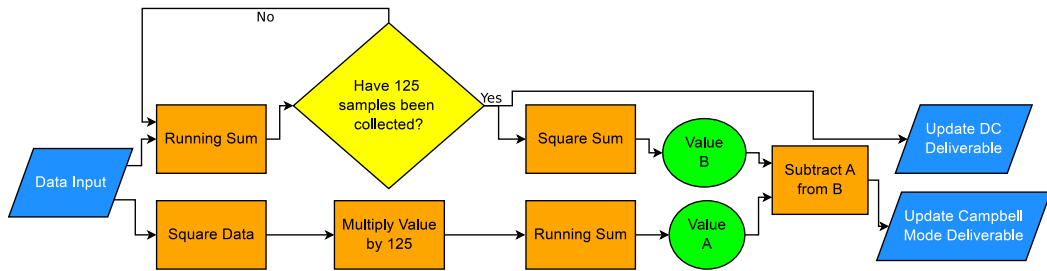 No
Have 125
samples been
collected?
Yes
Running Sum
Square Sum
Value
B
Update DC
Deliverable
Data Input
Subtract A
from B
Square Data
Multiply Value
by 125
Running Sum
Value
A
Update Campbell
Mode Deliverable